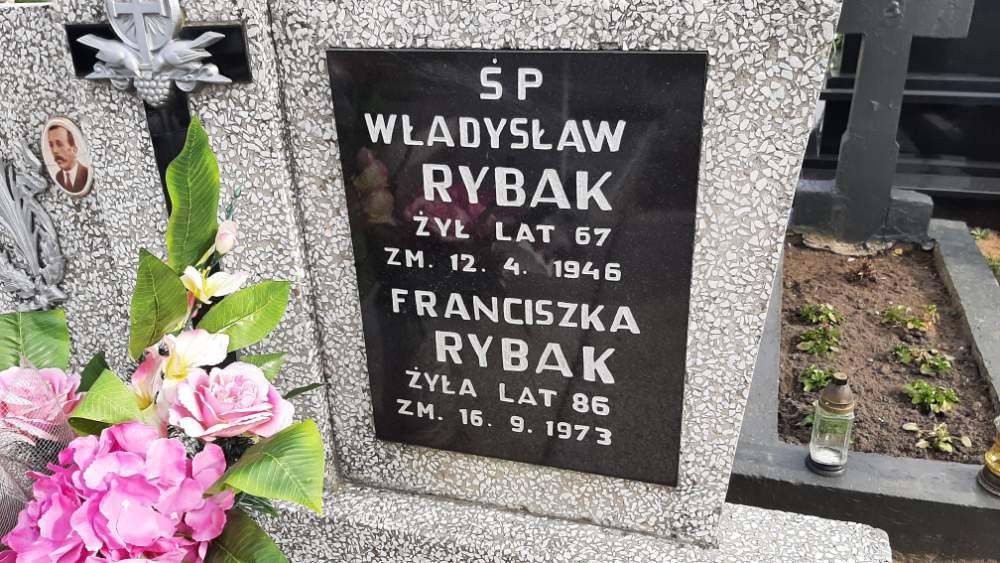 ŚP
WŁADYSŁAW
RYBAK
ŻYŁ LAT 67
ZM. 12. 4. 1946
FRANCISZKA
RYBAK
ŻYŁA LAT 86
ZM. 16. 9. 1973